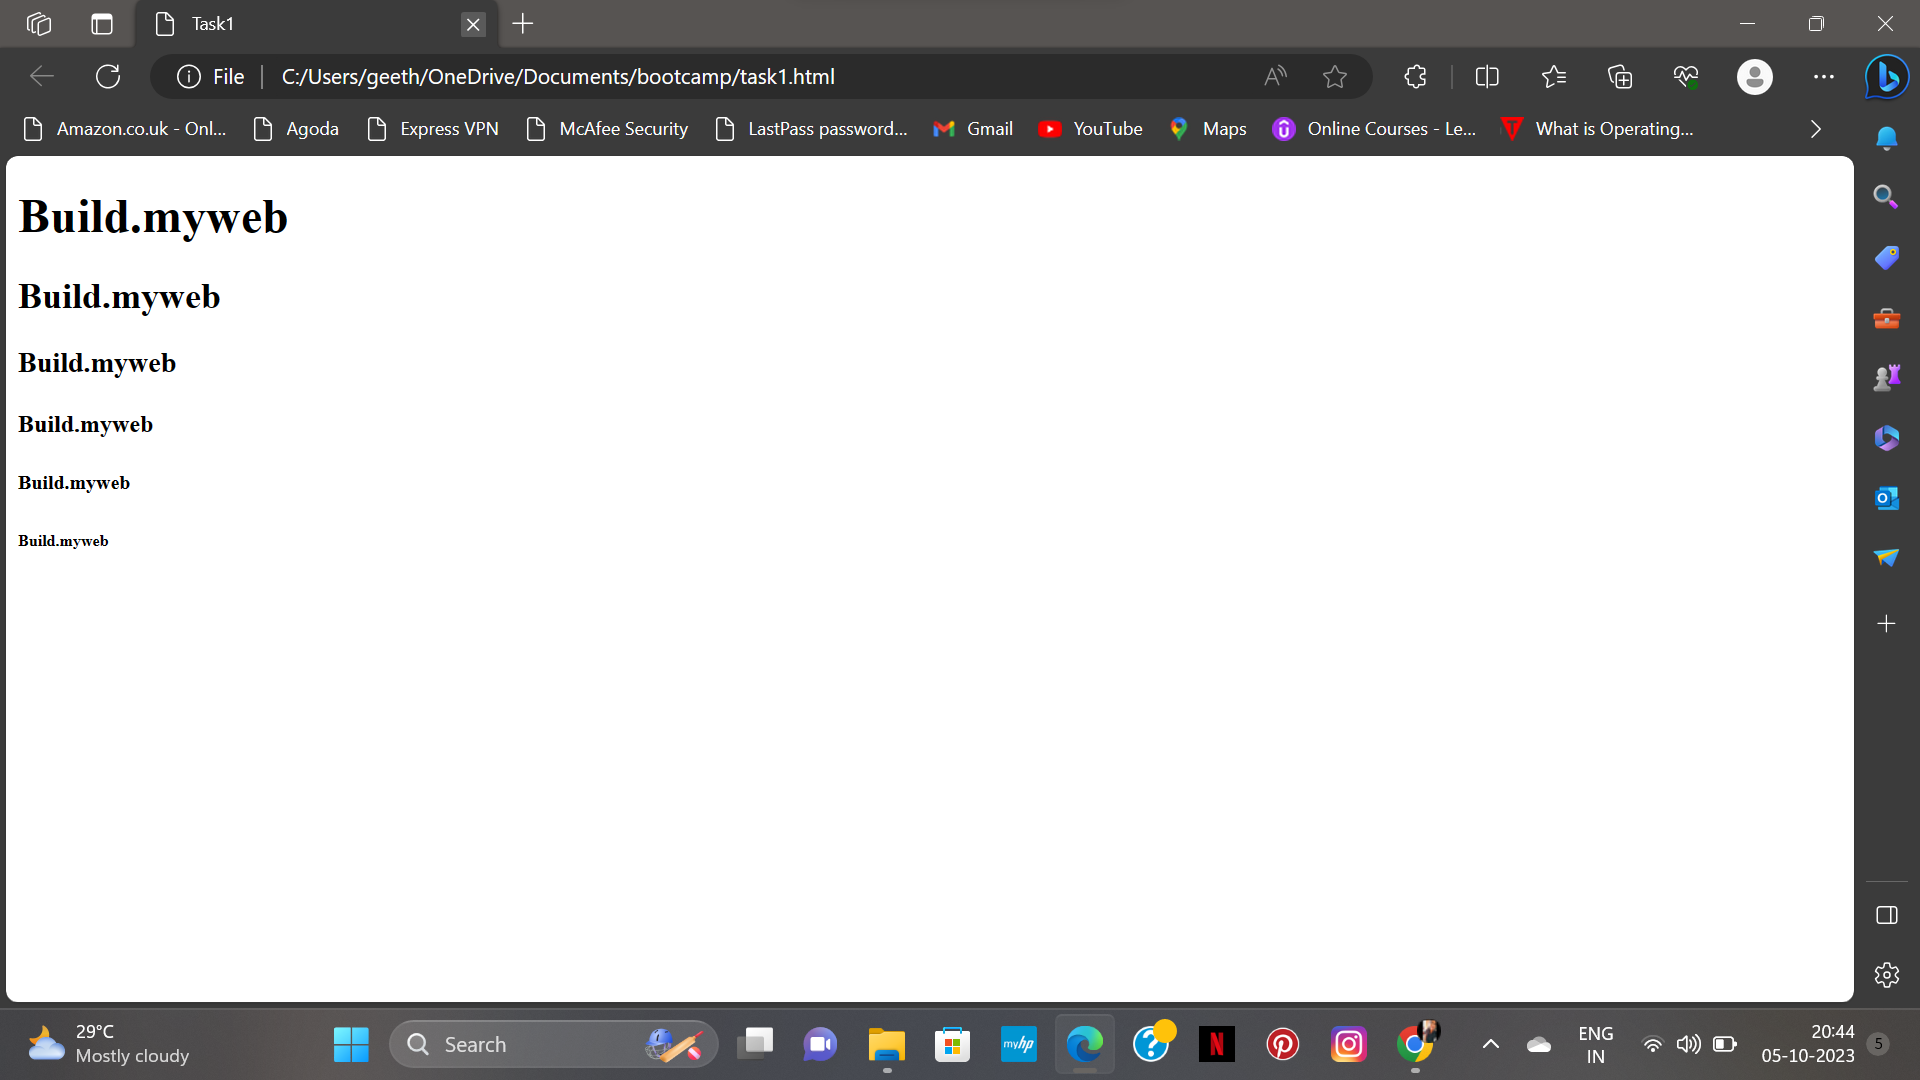 Task1
File C:/Users/geeth/OneDrive/Documents/bootcamp/task1.html
Amazon.co.uk - Onl... Agoda Express VPN McAfee Security LastPass password... Gmail YouTube Maps Online Courses - Le... What is Operating...
Build.myweb
Build.myweb
Build.myweb
Build.myweb
Build.myweb
Build.myweb
29°C
Mostly cloudy
Search
myhp
ENG
IN
20:44
05-10-2023
5